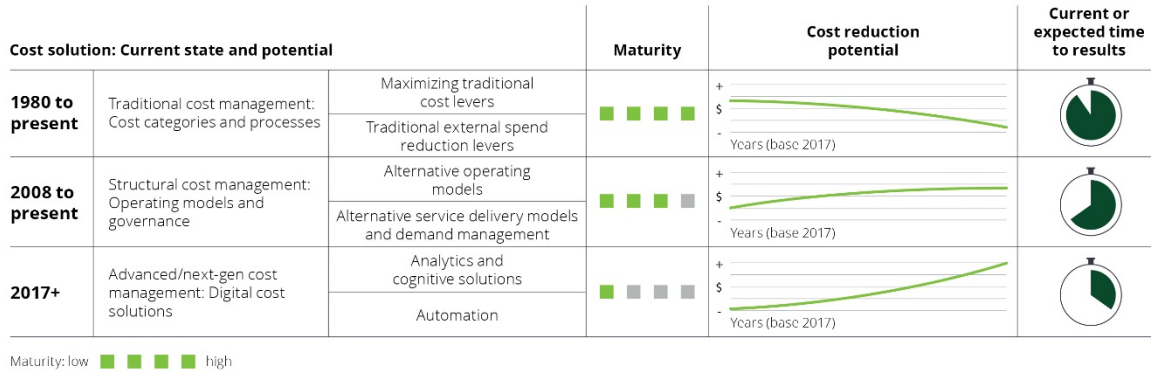 Cost solution: Current state and potential
Maturity
Cost reduction
potential
Current or
expected time
to results
1980 to
present
Traditional cost management:
Cost categories and processes
Maximizing traditional
cost levers
Traditional external spend
reduction levers
+
$
-
Years (base 2017)
2008 to
present
Structural cost management:
Operating models and
governance
Alternative operating
models
Alternative service delivery models
and demand management
+
$
-
Years (base 2017)
2017+
Advanced/next-gen cost
management: Digital cost
solutions
Analytics and
cognitive solutions
Automation
+
$
-
Years (base 2017)
Maturity: low high